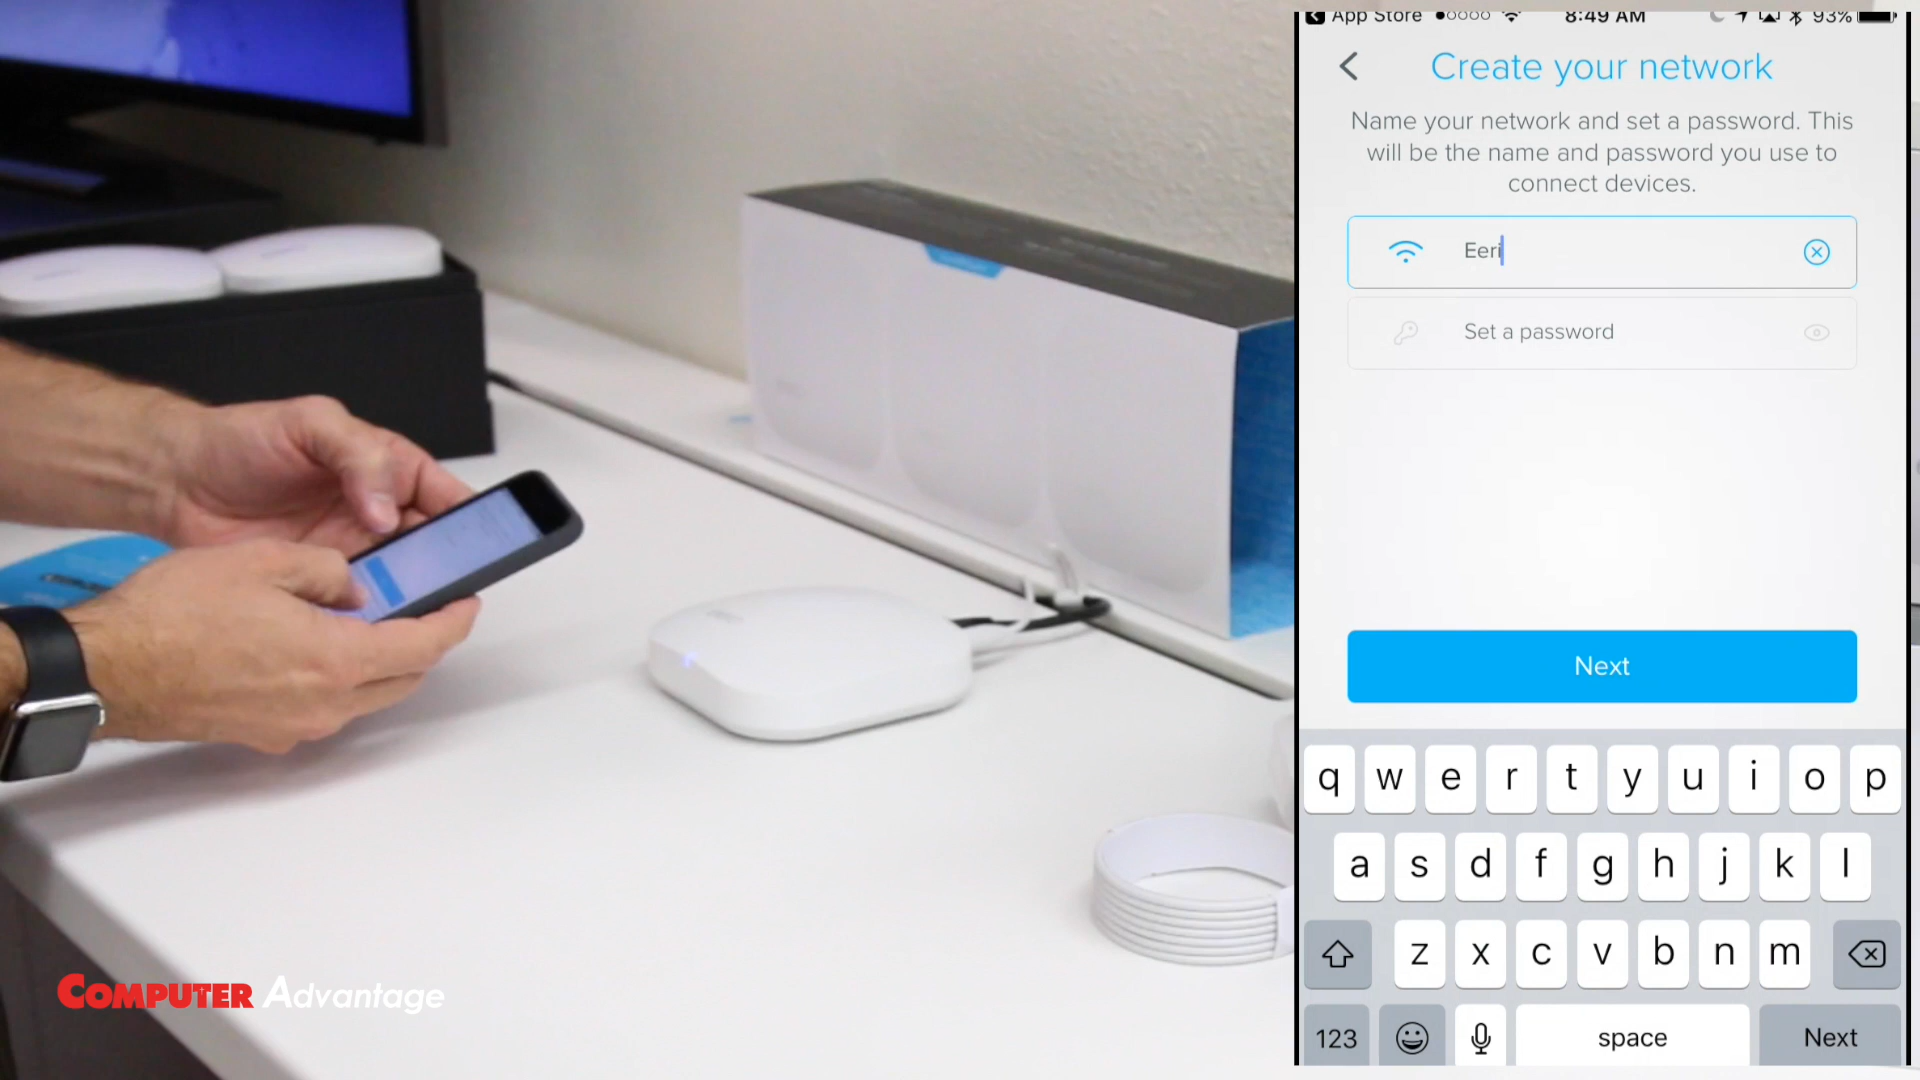 App Store 8:49 AM 93%
Create your network
Name your network and set a password. This
will be the name and password you use to
connect devices.
Eeri
Set a password
Next
q w e r t y u i o p
a s d f g h j k l
z x c v b n m
123 space Next
COMPUTER Advantage